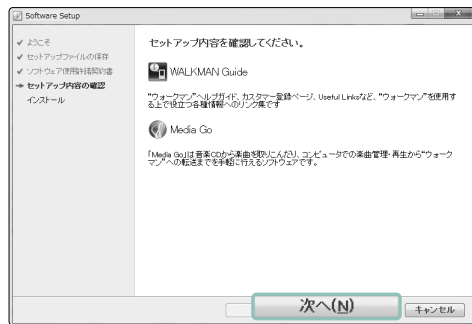 Software Setup
ようこそ
セットアップファイルの保存
ソフトウェア使用許諾契約書
セットアップ内容の確認
インストール
セットアップ内容を確認してください。
WALKMAN Guide
"ウォークマン"ヘルプガイド、カスタマー登録ページ、Useful Linksなど、"ウォークマン"を使用す
る上で役立つ各種情報へのリンク集です
Media Go
「Media Go」は音楽CDから楽曲を取りこんだり、コンピュータでの楽曲管理・再生から"ウォーク
マン"への転送までを手軽に行えるソフトウェアです。
次へ(N)
キャンセル